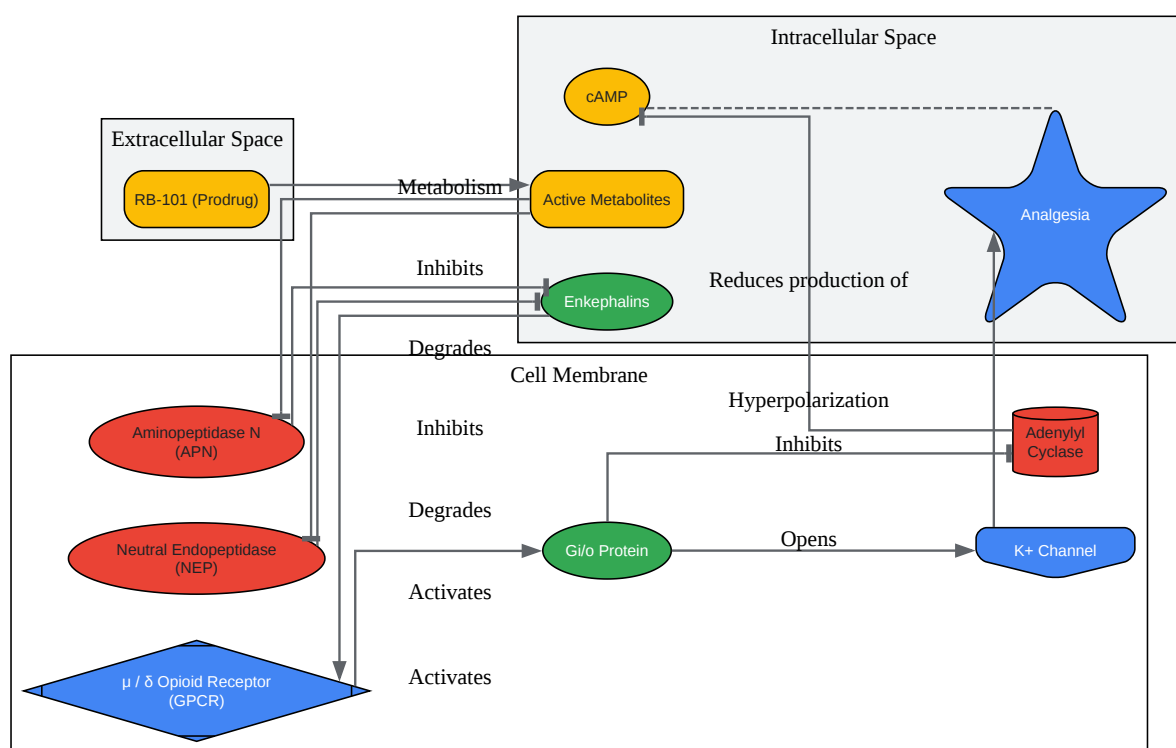 Intracellular Space
cAMP
Extracellular Space
RB-101 (Prodrug)
Metabolism
Active Metabolites
Analgesia
Inhibits
Enkephalins
Reduces production of
Degrades
Cell Membrane
Hyperpolarization
Aminopeptidase N
(APN)
Inhibits
Inhibits
Adenylyl
Cyclase
Degrades
Neutral Endopeptidase
(NEP)
Gi/o Protein
Opens
K+ Channel
Activates
μ / δ Opioid Receptor
(GPCR)
Activates